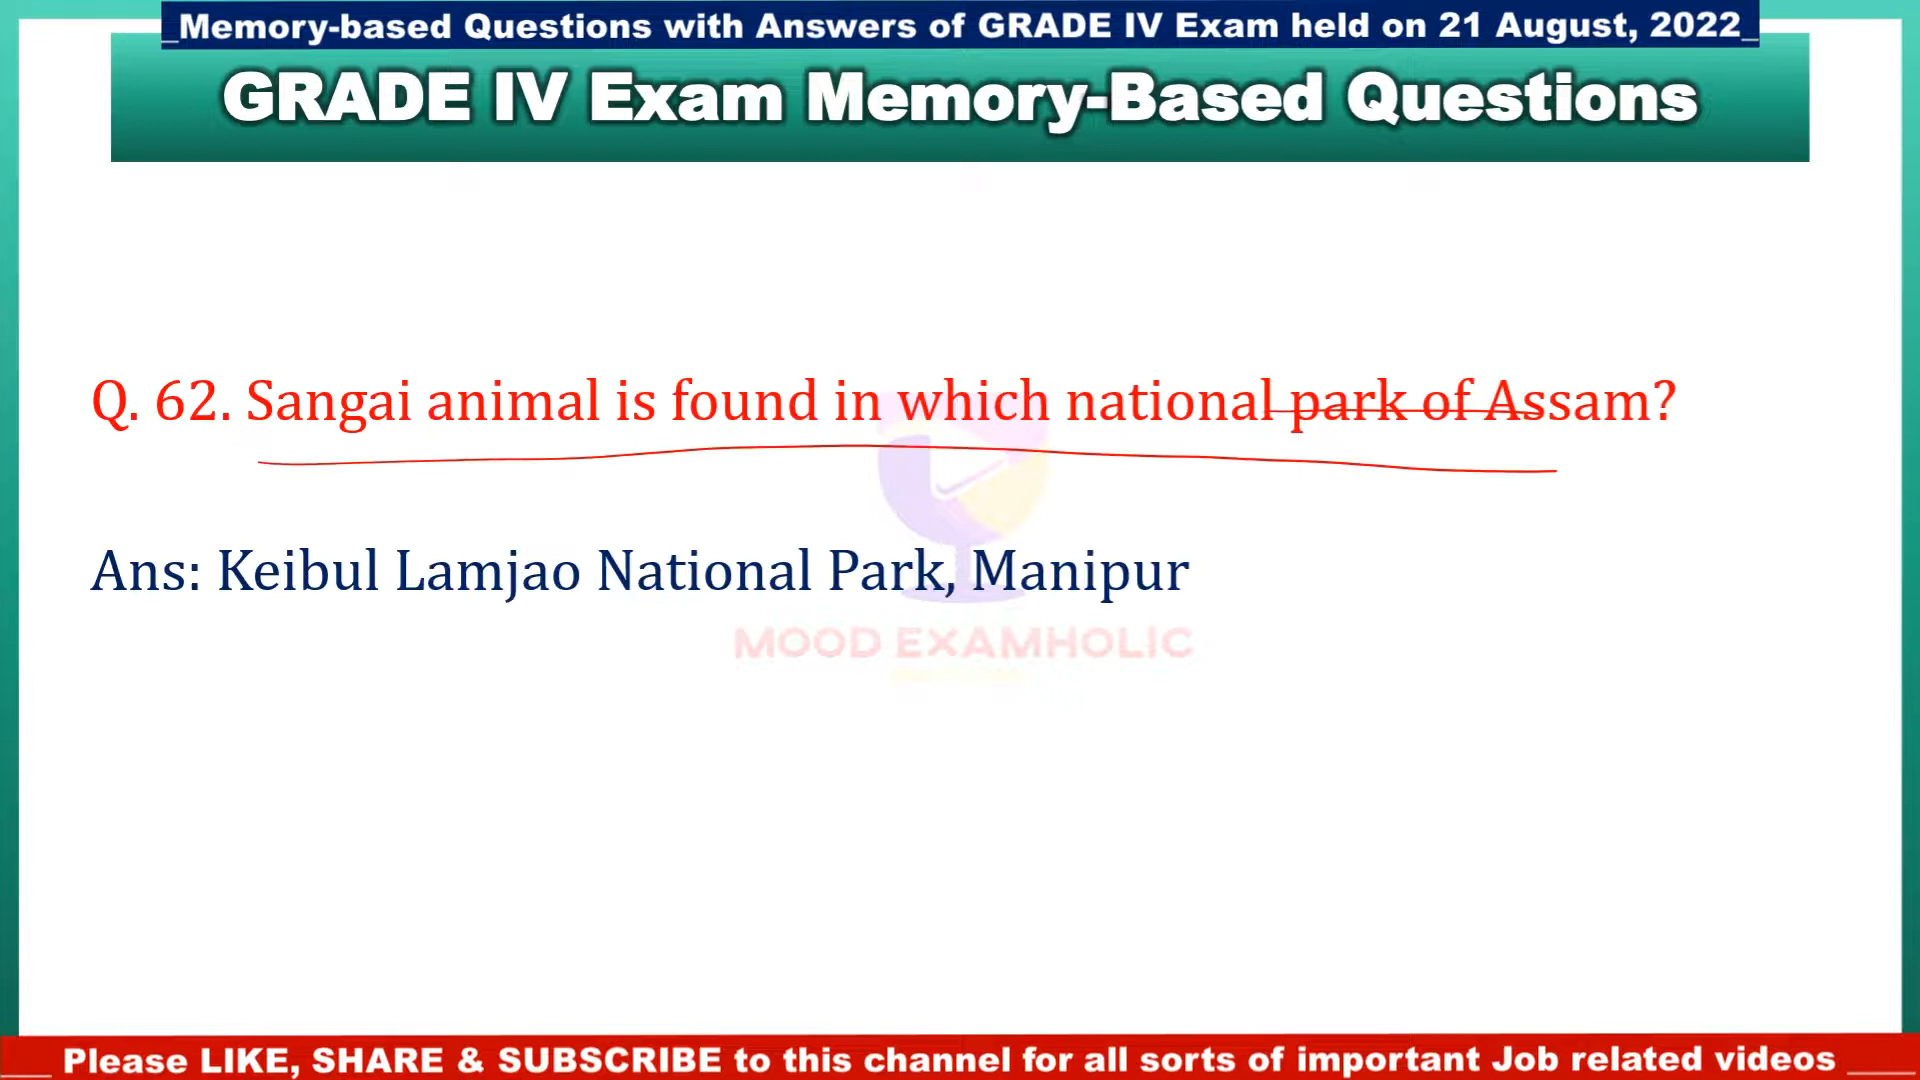 _Memory-based Questions with Answers of GRADE IV Exam held on 21 August, 2022_
GRADE IV Exam Memory-Based Questions
Q. 62. Sangai animal is found in which national park of Assam?
Ans: Keibul Lamjao National Park, Manipur
MOOD EXAMHOLIC
___ Please LIKE, SHARE & SUBSCRIBE to this channel for all sorts of important Job related videos ____